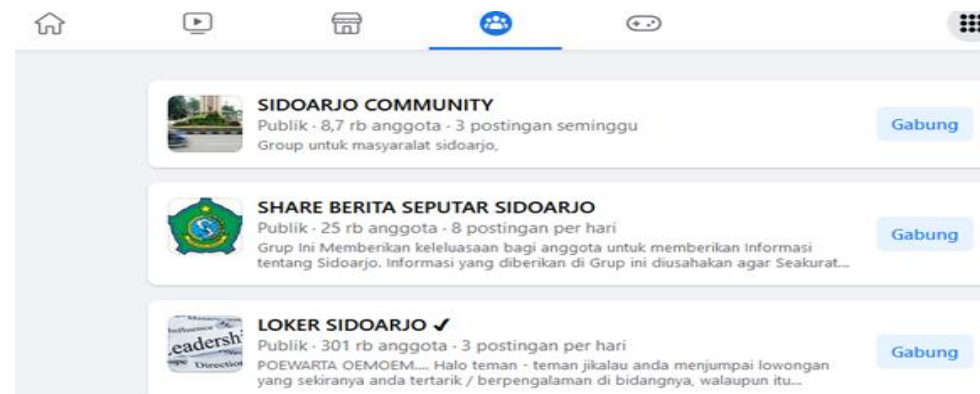 SIDOARJO COMMUNITY
Publik · 8,7 rb anggota · 3 postingan seminggu
Group untuk masyaralat sidoarjo,
Gabung
SHARE BERITA SEPUTAR SIDOARJO
Publik · 25 rb anggota · 8 postingan per hari
Grup Ini Memberikan keleluasaan bagi anggota untuk memberikan Informasi
tentang Sidoarjo. Informasi yang diberikan di Grup ini diusahakan agar Seakurat...
Gabung
eadersh
Direction
LOKER SIDOARJO ✔
Publik · 301 rb anggota · 3 postingan per hari
POEWARTA OEMOEM.... Halo teman - teman jikalau anda menjumpai lowongan
yang sekiranya anda tertarik / berpengalaman di bidangnya, walaupun itu...
Gabung